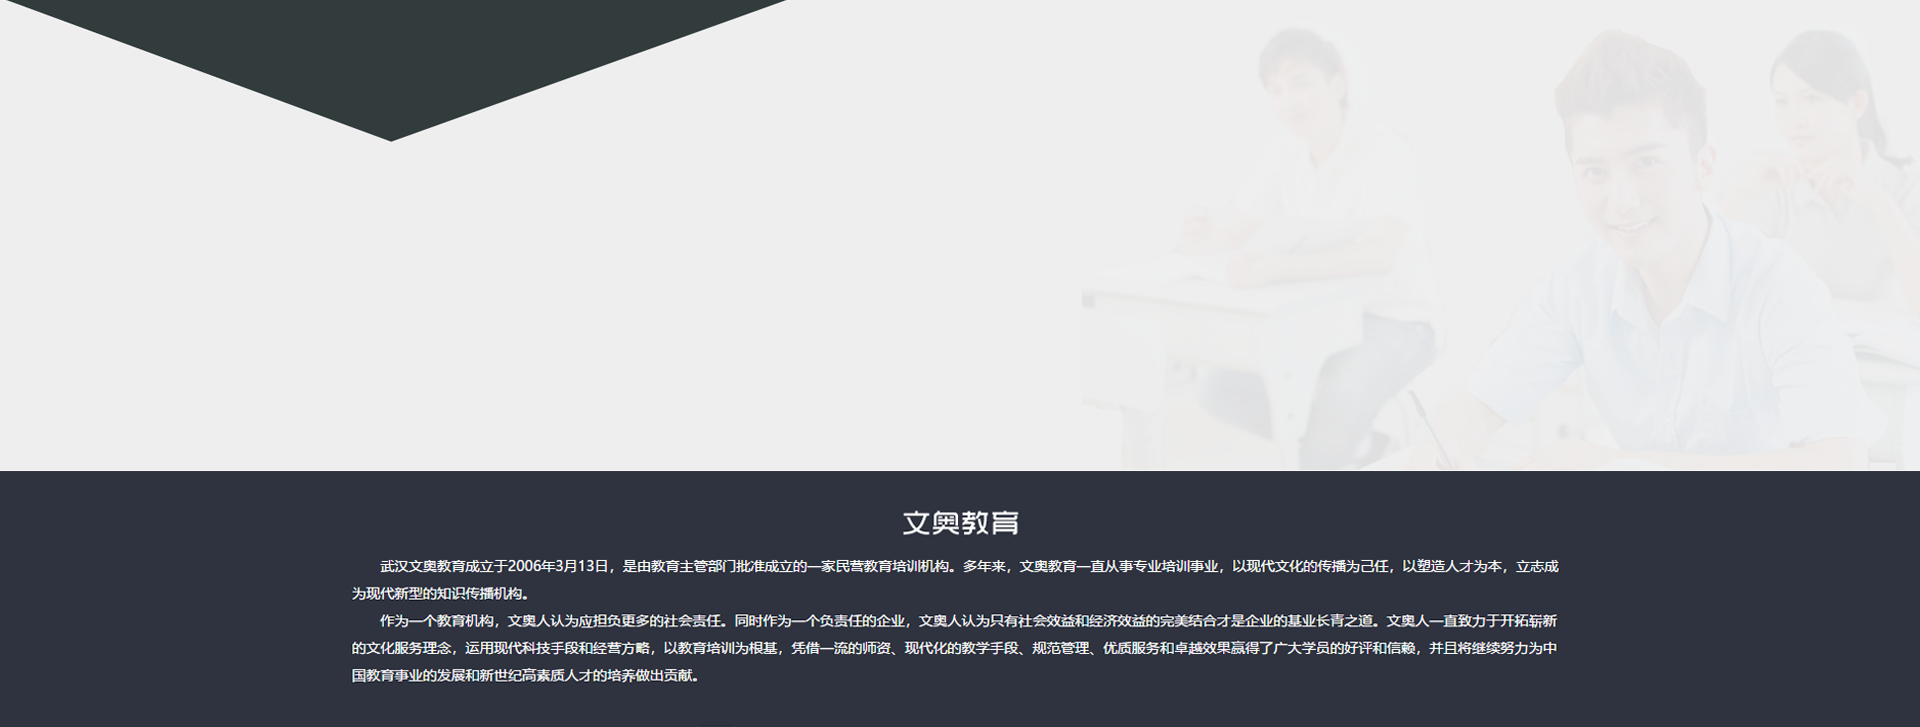 文奥教育
武汉文奥教育成立于2006年3月13日，是由教育主管部门批准成立的一家民营教育培训机构。多年来，文奥教育一直从事专业培训事业，以现代文化的传播为己任，以塑造人才为本，立志成
为现代新型的知识传播机构。
作为一个教育机构，文奥人认为应担负更多的社会责任。同时作为一个负责任的企业，文奥人认为只有社会效益和经济效益的完美结合才是企业的基业长青之道。文奥人一直致力于开拓崭新
的文化服务理念，运用现代科技手段和经营方略，以教育培训为根基，凭借一流的师资、现代化的教学手段、规范管理、优质服务和卓越效果赢得了广大学员的好评和信赖，并且将继续努力为中
国教育事业的发展和新世纪高素质人才的培养做出贡献。